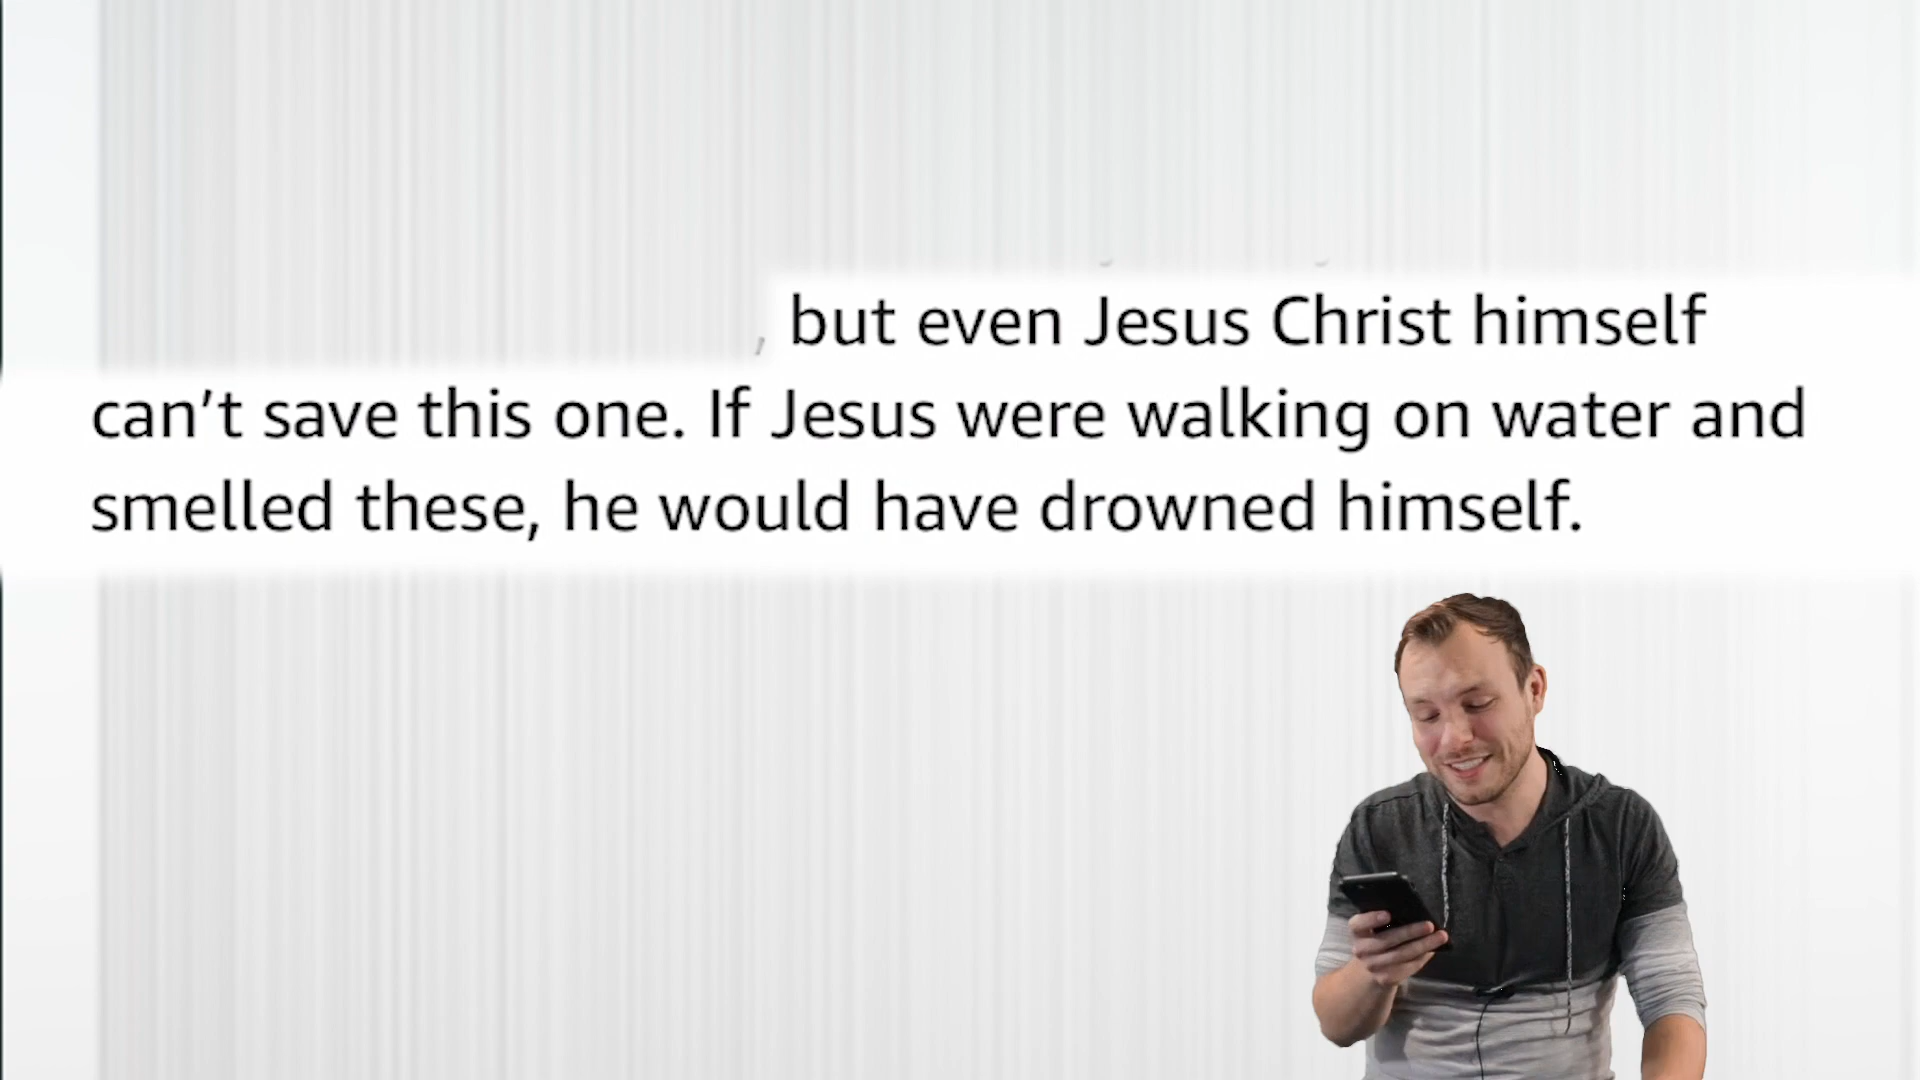 , but even Jesus Christ himself
can’t save this one. If Jesus were walking on water and
smelled these, he would have drowned himself.